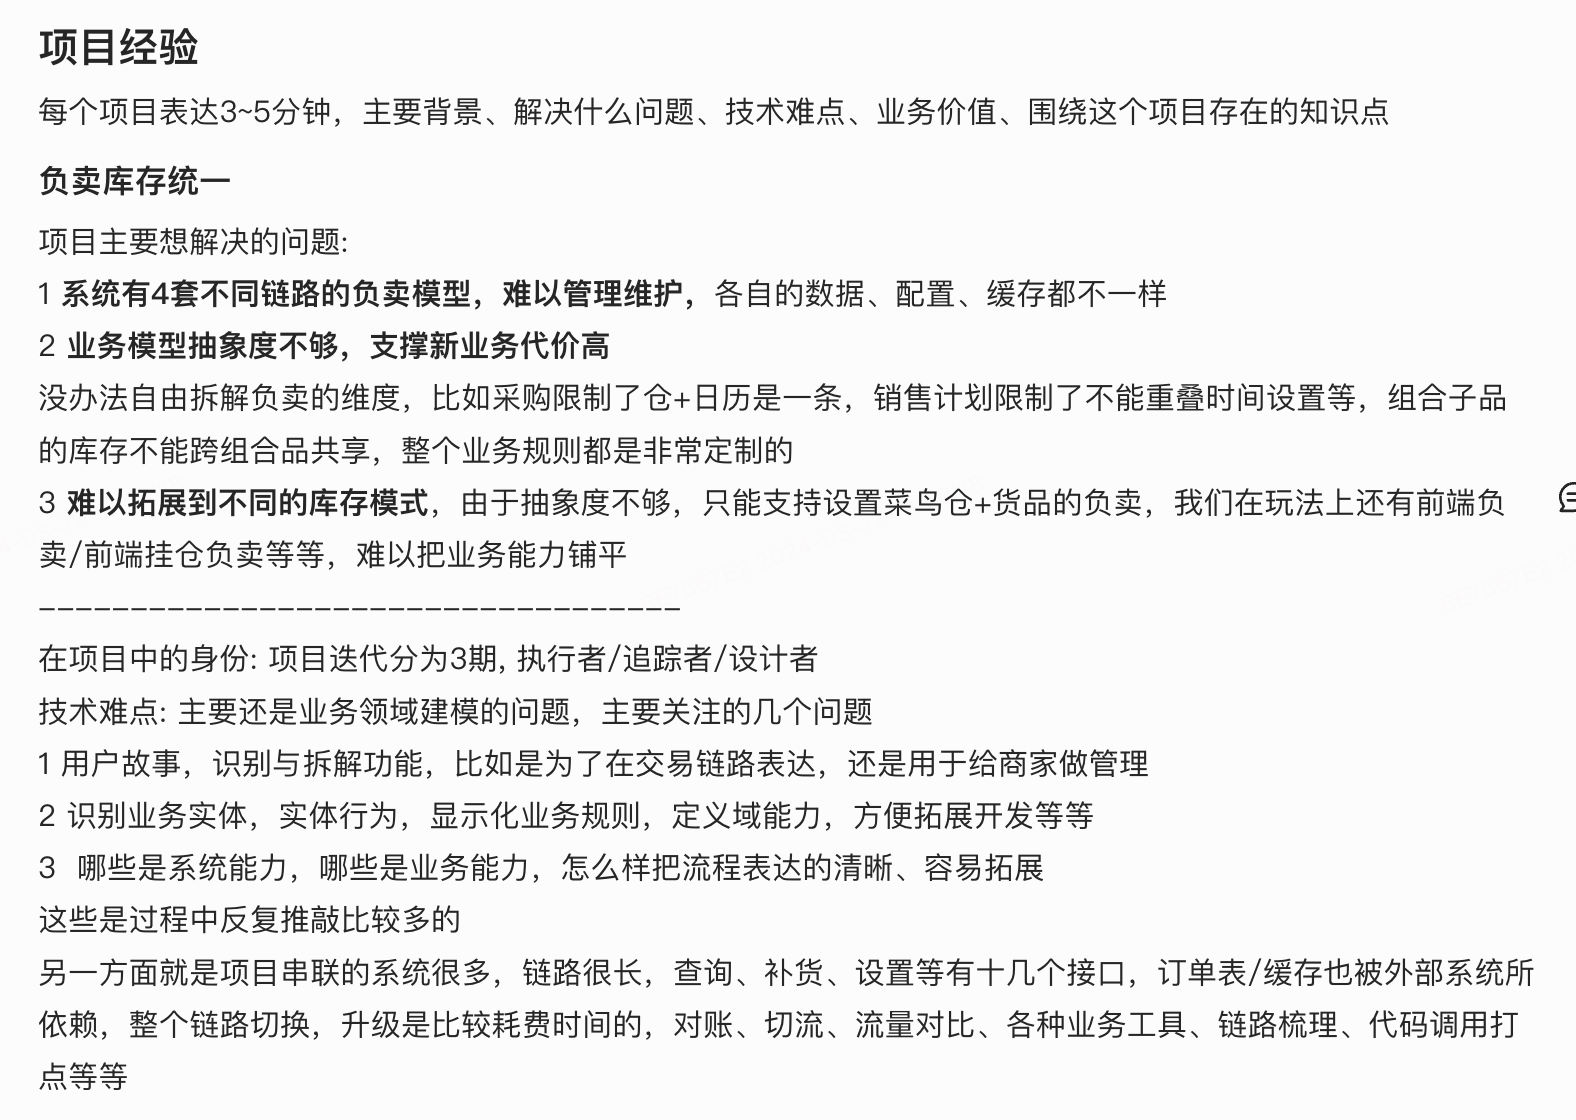 项目经验
每个项目表达3~5分钟，主要背景、解决什么问题、技术难点、业务价值、围绕这个项目存在的知识点
负卖库存统一
项目主要想解决的问题:
1 系统有4套不同链路的负卖模型，难以管理维护，各自的数据、配置、缓存都不一样
2 业务模型抽象度不够，支撑新业务代价高
没办法自由拆解负卖的维度，比如采购限制了仓+日历是一条，销售计划限制了不能重叠时间设置等，组合子品
的库存不能跨组合品共享，整个业务规则都是非常定制的
3 难以拓展到不同的库存模式，由于抽象度不够，只能支持设置菜鸟仓+货品的负卖，我们在玩法上还有前端负
卖/前端挂仓负卖等等，难以把业务能力铺平
-----------------------------------
在项目中的身份: 项目迭代分为3期, 执行者/追踪者/设计者
技术难点: 主要还是业务领域建模的问题，主要关注的几个问题
1 用户故事，识别与拆解功能，比如是为了在交易链路表达，还是用于给商家做管理
2 识别业务实体，实体行为，显示化业务规则，定义域能力，方便拓展开发等等
3  哪些是系统能力，哪些是业务能力，怎么样把流程表达的清晰、容易拓展
这些是过程中反复推敲比较多的
另一方面就是项目串联的系统很多，链路很长，查询、补货、设置等有十几个接口，订单表/缓存也被外部系统所
依赖，整个链路切换，升级是比较耗费时间的，对账、切流、流量对比、各种业务工具、链路梳理、代码调用打
点等等